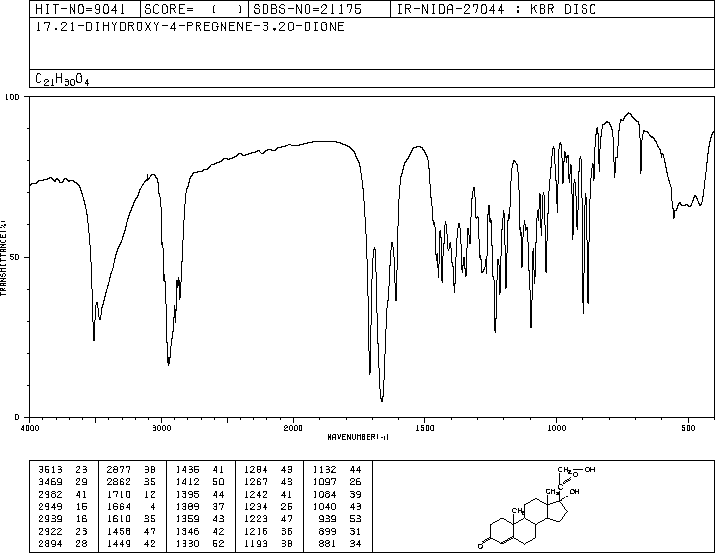 HIT-NO=9041 SCORE= ( ) SDBS-NO=21175 IR-NIDA-27044 : KBR DISC
17.21-DIHYDROXY-4-PREGNENE-3.20-DIONE
C21H30O4
100
50
0
TRANSMITTANCE(%)
4000 3000 2000 1500 1000 500
WAVENUMBER(-1)
3513 23 2877 38 1436 41 1284 43 1132 44
3469 29 2862 35 1412 50 1267 43 1097 26
2982 41 1710 12 1395 44 1242 41 1084 39
2949 15 1664 4 1389 37 1234 25 1040 43
2939 16 1610 35 1359 43 1223 47 939 53
2922 23 1458 47 1346 42 1216 36 899 31
2894 28 1449 42 1330 52 1193 38 881 34
CH2-OH
CH3
O
OH
CH3
O